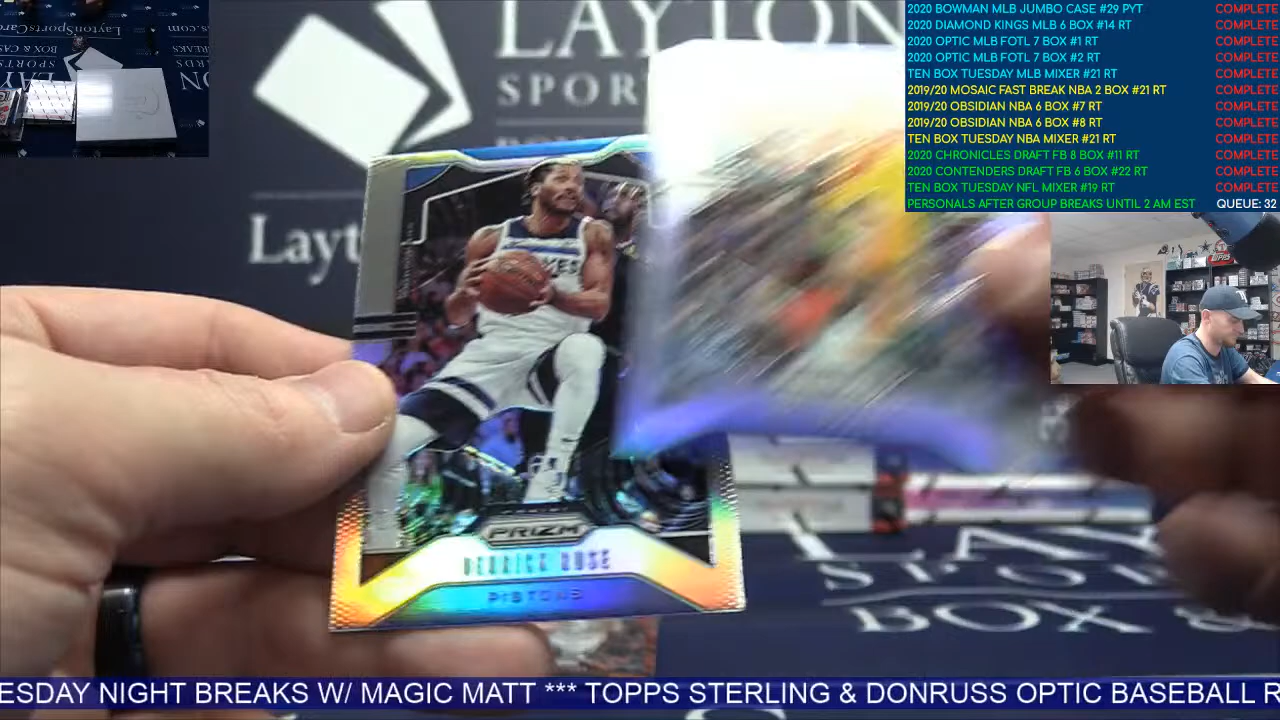 LAYTON
SPOR
Layt
2020 BOWMAN MLB JUMBO CASE #29 PYT COMPLETE
2020 DIAMOND KINGS MLB 6 BOX #14 RT COMPLETE
2020 OPTIC MLB FOTL 7 BOX #1 RT COMPLETE
2020 OPTIC MLB FOTL 7 BOX #2 RT COMPLETE
TEN BOX TUESDAY MLB MIXER #21 RT COMPLETE
2019/20 MOSAIC FAST BREAK NBA 2 BOX #21 RT COMPLETE
2019/20 OBSIDIAN NBA 6 BOX #7 RT COMPLETE
2019/20 OBSIDIAN NBA 6 BOX #8 RT COMPLETE
TEN BOX TUESDAY NBA MIXER #21 RT COMPLETE
2020 CHRONICLES DRAFT FB 8 BOX #11 RT COMPLETE
2020 CONTENDERS DRAFT FB 6 BOX #22 RT COMPLETE
TEN BOX TUESDAY NFL MIXER #19 RT COMPLETE
PERSONALS AFTER GROUP BREAKS UNTIL 2 AM EST QUEUE: 32
PRIZM
DERRICK ROSE
PISTONS
LAY
SPOR
BOX &
ESDAY NIGHT BREAKS W/ MAGIC MATT *** TOPPS STERLING & DONRUSS OPTIC BASEBALL R